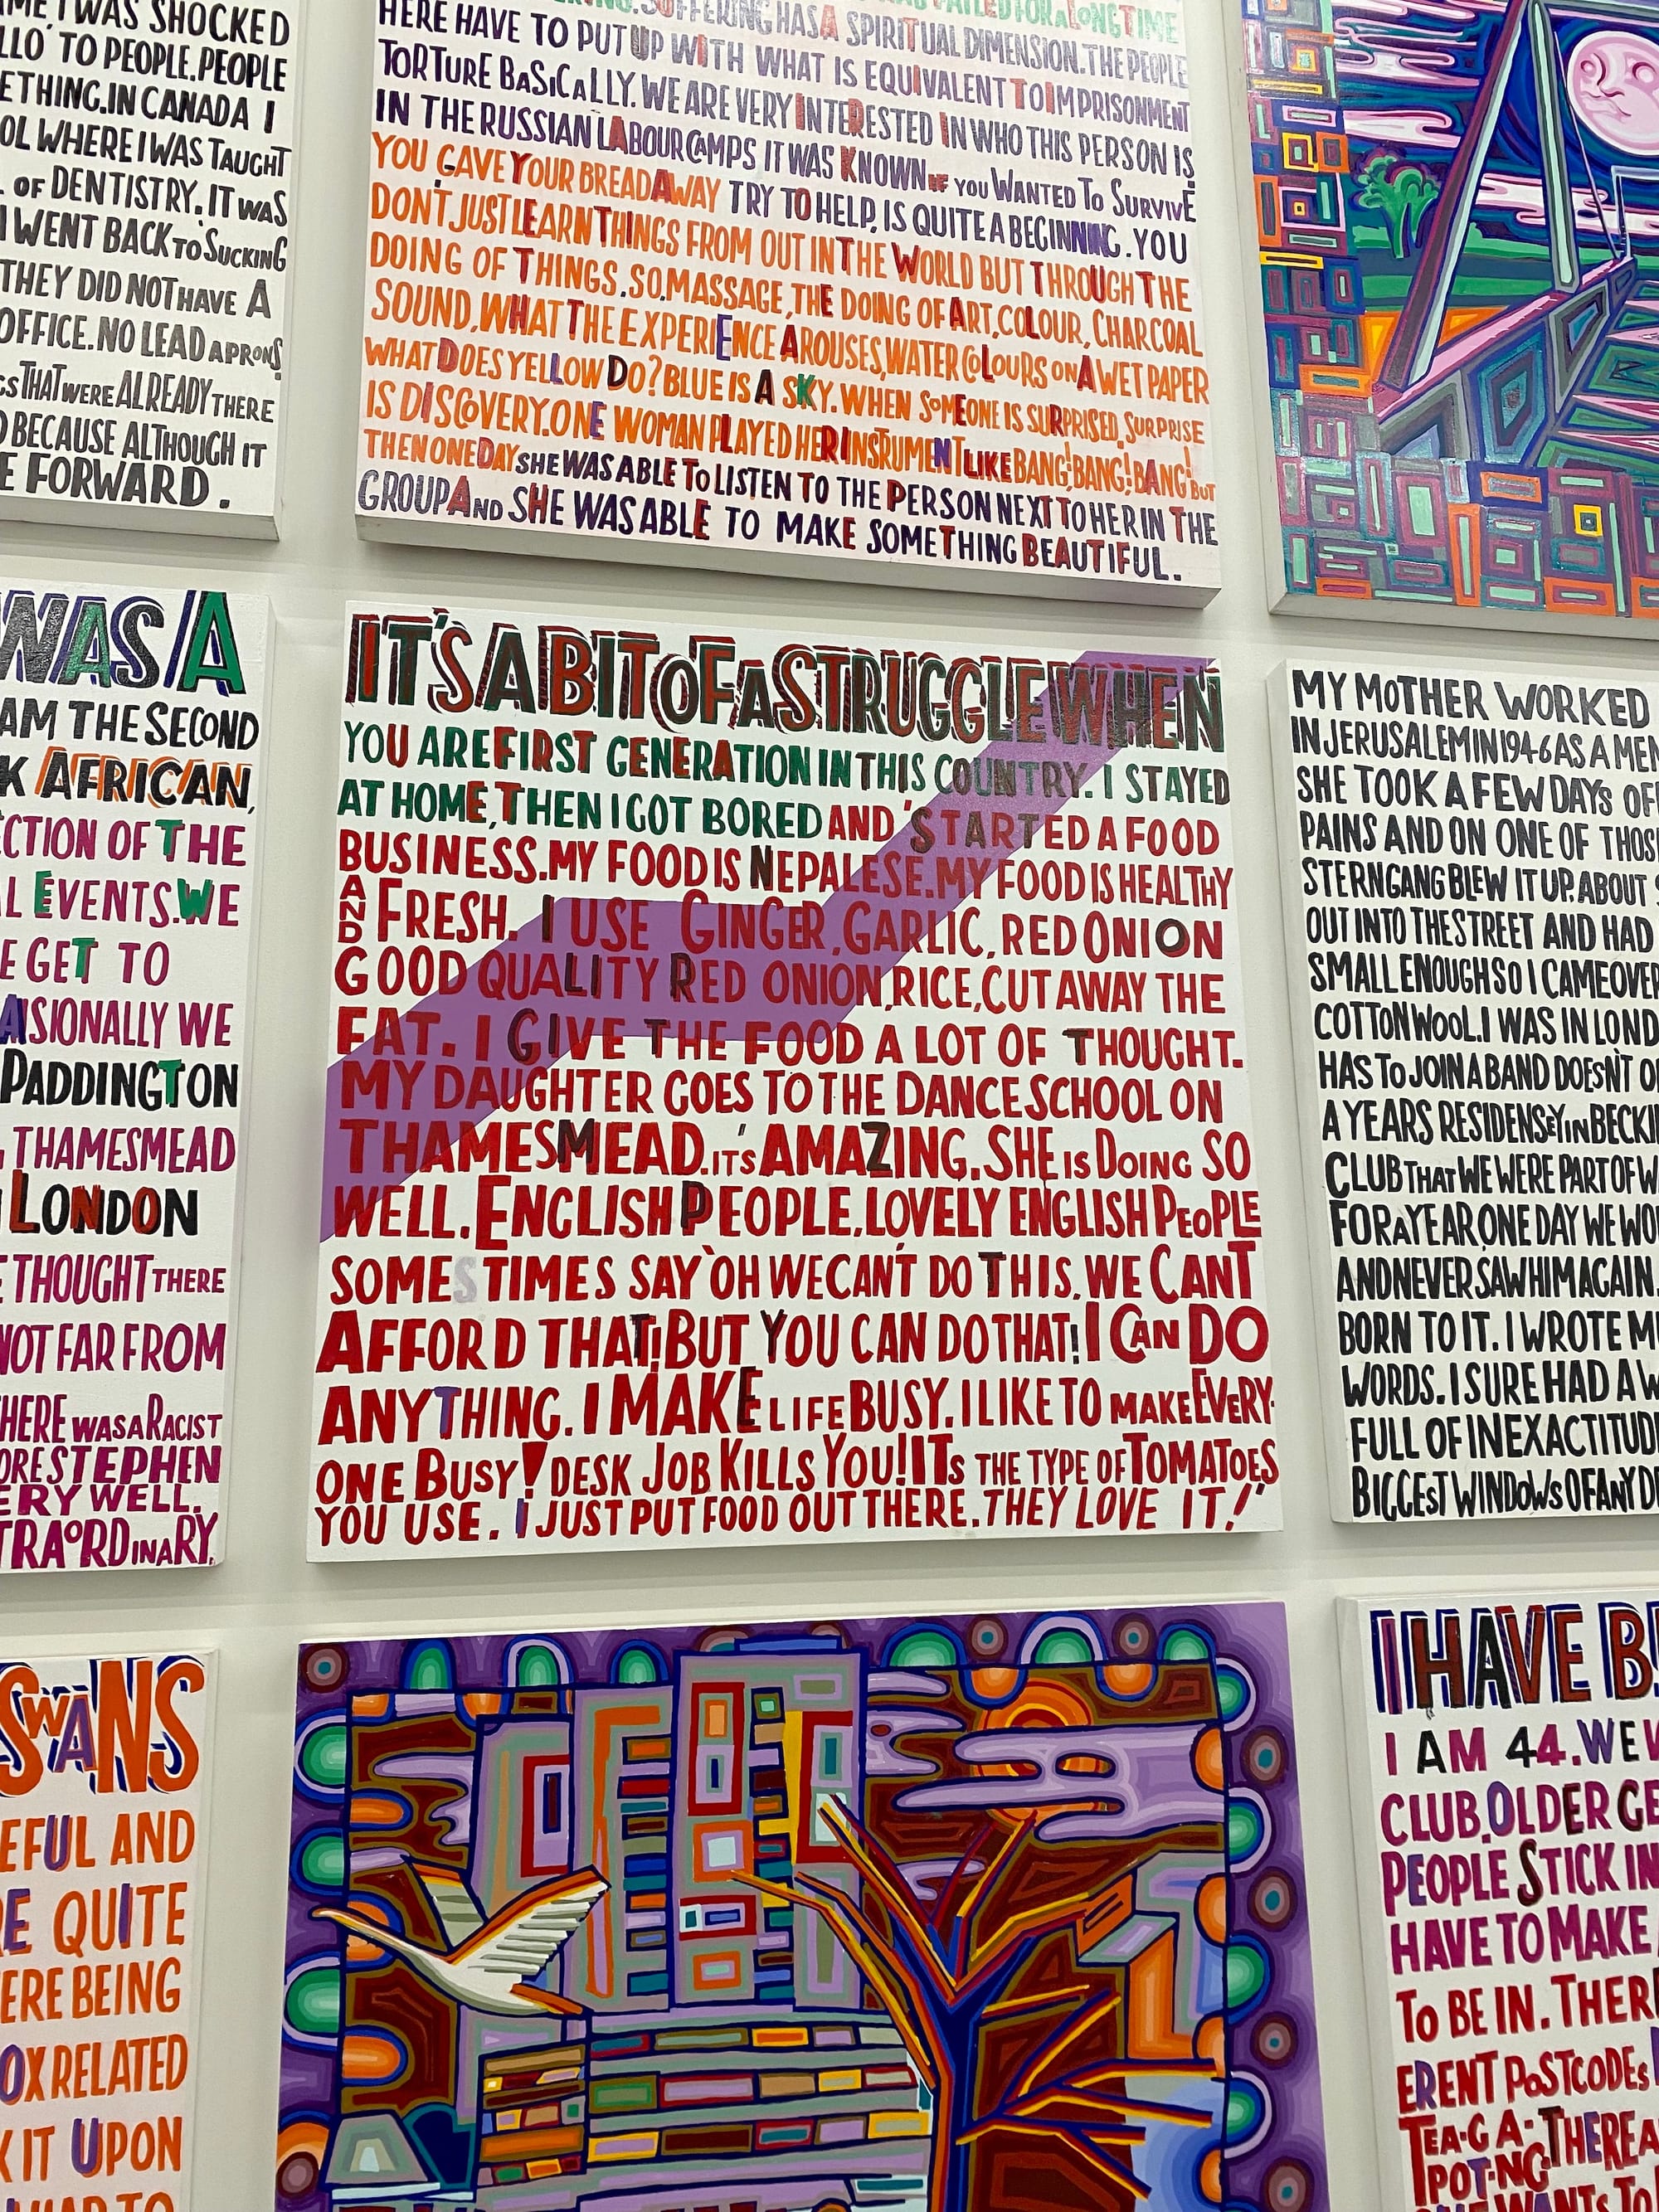 I WAS SHOCKED
TO PEOPLE. PEOPLE
IN CANADA I
WHERE I WAS TAUGHT
OF DENTISTRY. IT WAS
I WENT BACK TO SUCKING
THEY DID NOT HAVE A
OFFICE. NO LEAD APRONS
THAT WERE ALREADY THERE
BECAUSE ALTHOUGH IT
FORWARD.
SUFFERING HAS A SPIRITUAL DIMENSION. THE PEOPLE
HERE HAVE TO PUT UP WITH WHAT IS EQUIVALENT TO IMPRISONMENT
TORTURE BASICALLY. WE ARE VERY INTERESTED IN WHO THIS PERSON IS
IN THE RUSSIAN LABOUR CAMPS IT WAS KNOWN IF YOU WANTED TO SURVIVE
YOU GAVE YOUR BREAD AWAY TRY TO HELP, IS QUITE A BEGINNING. YOU
DON'T JUST LEARN THINGS FROM OUT IN THE WORLD BUT THROUGH THE
DOING OF THINGS. SO, MASSAGE, THE DOING OF ART, COLOUR, CHARCOAL
SOUND, WHAT THE EXPERIENCE AROUSES, WATER COLOURS ON A WET PAPER
WHAT DOES YELLOW DO? BLUE IS A SKY. WHEN SOMEONE IS SURPRISED, SURPRISE
IS DISCOVERY. ONE WOMAN PLAYED HER INSTRUMENT LIKE BANG! BANG! BANG! BUT
THEN ONE DAY SHE WAS ABLE TO LISTEN TO THE PERSON NEXT TO HER IN THE
GROUP AND SHE WAS ABLE TO MAKE SOMETHING BEAUTIFUL.
WAS A
AM THE SECOND
AFRICAN,
OF THE
EVENTS. WE
GET TO
WE
PADDINGTON
THAMESMEAD
LONDON
THOUGHT THERE
NOT FAR FROM
WAS A RACIST
STEPHEN
VERY WELL.
IT'S A BIT OF A STRUGGLE WHEN
YOU ARE FIRST GENERATION IN THIS COUNTRY. I STAYED
AT HOME, THEN I GOT BORED AND 'STARTED A FOOD
BUSINESS. MY FOOD IS NEPALESE. MY FOOD IS HEALTHY
AND FRESH. I USE GINGER, GARLIC, RED ONION
GOOD QUALITY RED ONION, RICE, CUT AWAY THE
FAT. I GIVE THE FOOD A LOT OF THOUGHT.
MY DAUGHTER GOES TO THE DANCE SCHOOL ON
THAMESMEAD. IT'S AMAZING. SHE IS DOING SO
WELL. ENGLISH PEOPLE, LOVELY ENGLISH PEOPLE
SOMESTIMES SAY 'OH WE CAN'T DO THIS. WE CANT
AFFORD THAT! BUT YOU CAN DO THAT! I CAN DO
ANYTHING. I MAKE LIFE BUSY. I LIKE TO MAKE EVERY-
ONE BUSY! DESK JOB KILLS YOU! ITS THE TYPE OF TOMATOES
YOU USE. I JUST PUT FOOD OUT THERE. THEY LOVE IT!'
MY MOTHER WORKED
IN JERUSALEM IN 1946 AS A
SHE TOOK A FEW DAYS
PAINS AND ON ONE OF
STERN GANG BLEW IT UP. ABOUT
OUT INTO THE STREET AND HAD
SMALL ENOUGH SO I CAME OVER
COTTON WOOL. I WAS IN
HAS TO JOIN A BAND DOESN'T
A YEARS RESIDENSEY IN
CLUB THAT WE WERE PART OF
FOR A YEAR, ONE DAY WE
AND NEVER SAW HIM AGAIN.
BORN TO IT. I WROTE
WORDS. I SURE HAD A
FULL OF
BIGGEST WINDOWS OF ANY
SWANS
AND
QUITE
BEING
RELATED
IT UPON
I HAVE
I AM 44. WE
CLUB. OLDER
PEOPLE STICK IN
HAVE TO MAKE
TO BE IN.
POSTCODES